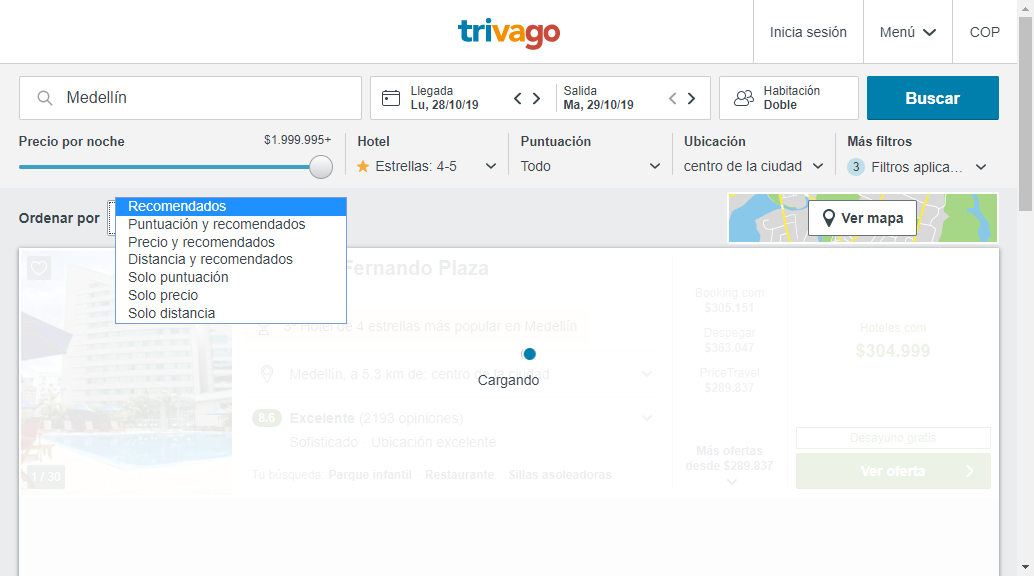 trivago
Inicia sesión
Menú
COP
Medellín
Llegada
Lu, 28/10/19
Salida
Ma, 29/10/19
Habitación
Doble
Buscar
Precio por noche
$1.999.995+
Hotel
Estrellas: 4-5
Puntuación
Todo
Ubicación
centro de la ciudad
Más filtros
3 Filtros aplica...
Ordenar por
Recomendados
Puntuación y recomendados
Precio y recomendados
Distancia y recomendados
Solo puntuación
Solo precio
Solo distancia
Ver mapa
Fernando Plaza
3º Hotel de 4 estrellas más popular en Medellín
Medellín, a 5.3 km de: centro de la ciudad
Cargando
8.6 Excelente (2193 opiniones)
Sofisticado · Ubicación excelente
Tu búsqueda: Parque infantil Restaurante Sillas asoleadoras
1 / 30
Booking.com
$305.151
Despegar
$363.047
PriceTravel
$289.837
Más ofertas
desde $289.837
Hoteles.com
$304.999
Desayuno gratis
Ver oferta